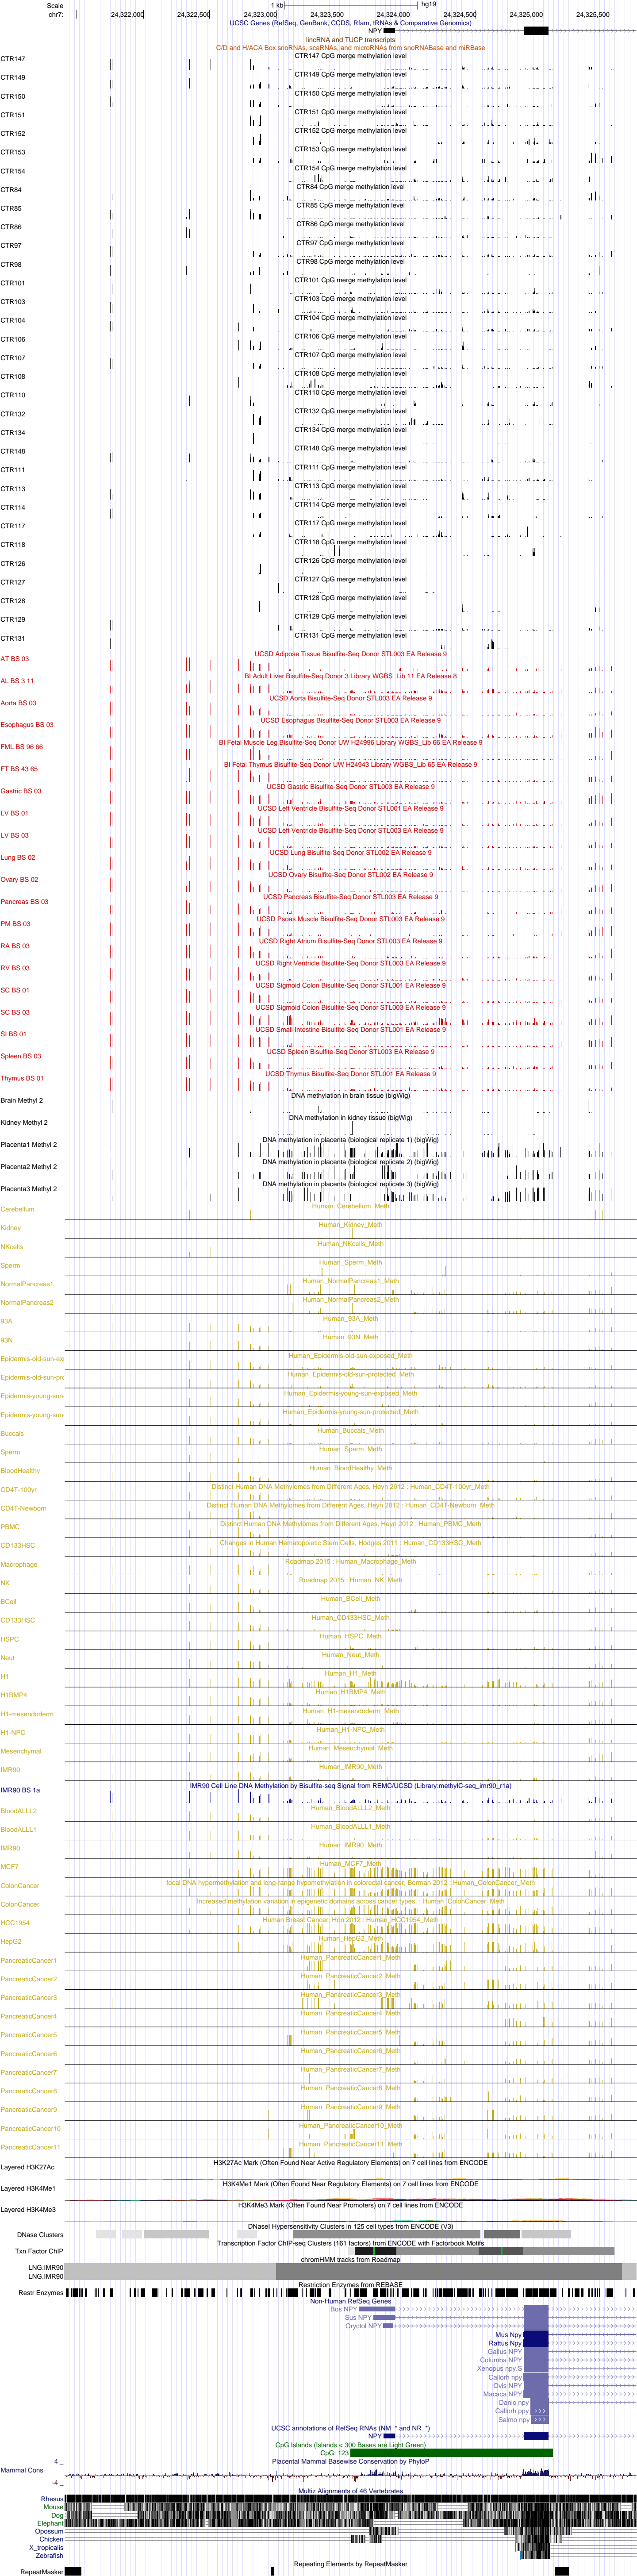 Scale 1 kb hg19
chr7: 24,322,000 24,322,500 24,323,000 24,323,500 24,324,000 24,324,500 24,325,000 24,325,500
UCSC Genes (RefSeq, GenBank, CCDS, Rfam, tRNAs & Comparative Genomics)
NPY
lincRNA and TUCP transcripts
C/D and H/ACA Box snoRNAs, scaRNAs, and microRNAs from snoRNABase and miRBase
CTR147 CTR147 CpG merge methylation level
CTR149 CTR149 CpG merge methylation level
CTR150 CTR150 CpG merge methylation level
CTR151 CTR151 CpG merge methylation level
CTR152 CTR152 CpG merge methylation level
CTR153 CTR153 CpG merge methylation level
CTR154 CTR154 CpG merge methylation level
CTR84 CTR84 CpG merge methylation level
CTR85 CTR85 CpG merge methylation level
CTR86 CTR86 CpG merge methylation level
CTR97 CTR97 CpG merge methylation level
CTR98 CTR98 CpG merge methylation level
CTR101 CTR101 CpG merge methylation level
CTR103 CTR103 CpG merge methylation level
CTR104 CTR104 CpG merge methylation level
CTR106 CTR106 CpG merge methylation level
CTR107 CTR107 CpG merge methylation level
CTR108 CTR108 CpG merge methylation level
CTR110 CTR110 CpG merge methylation level
CTR132 CTR132 CpG merge methylation level
CTR134 CTR134 CpG merge methylation level
CTR148 CTR148 CpG merge methylation level
CTR111 CTR111 CpG merge methylation level
CTR113 CTR113 CpG merge methylation level
CTR114 CTR114 CpG merge methylation level
CTR117 CTR117 CpG merge methylation level
CTR118 CTR118 CpG merge methylation level
CTR126 CTR126 CpG merge methylation level
CTR127 CTR127 CpG merge methylation level
CTR128 CTR128 CpG merge methylation level
CTR129 CTR129 CpG merge methylation level
CTR131 CTR131 CpG merge methylation level
AT BS 03 UCSD Adipose Tissue Bisulfite-Seq Donor STL003 EA Release 9
AL BS 3 11 BI Adult Liver Bisulfite-Seq Donor 3 Library WGBS_Lib 11 EA Release 8
Aorta BS 03 UCSD Aorta Bisulfite-Seq Donor STL003 EA Release 9
Esophagus BS 03 UCSD Esophagus Bisulfite-Seq Donor STL003 EA Release 9
FML BS 96 66 BI Fetal Muscle Leg Bisulfite-Seq Donor UW H24996 Library WGBS_Lib 66 EA Release 9
FT BS 43 65 BI Fetal Thymus Bisulfite-Seq Donor UW H24943 Library WGBS_Lib 65 EA Release 9
Gastric BS 03 UCSD Gastric Bisulfite-Seq Donor STL003 EA Release 9
LV BS 01 UCSD Left Ventricle Bisulfite-Seq Donor STL001 EA Release 9
LV BS 03 UCSD Left Ventricle Bisulfite-Seq Donor STL003 EA Release 9
Lung BS 02 UCSD Lung Bisulfite-Seq Donor STL002 EA Release 9
Ovary BS 02 UCSD Ovary Bisulfite-Seq Donor STL002 EA Release 9
Pancreas BS 03 UCSD Pancreas Bisulfite-Seq Donor STL003 EA Release 9
PM BS 03 UCSD Psoas Muscle Bisulfite-Seq Donor STL003 EA Release 9
RA BS 03 UCSD Right Atrium Bisulfite-Seq Donor STL003 EA Release 9
RV BS 03 UCSD Right Ventricle Bisulfite-Seq Donor STL003 EA Release 9
SC BS 01 UCSD Sigmoid Colon Bisulfite-Seq Donor STL001 EA Release 9
SC BS 03 UCSD Sigmoid Colon Bisulfite-Seq Donor STL003 EA Release 9
SI BS 01 UCSD Small Intestine Bisulfite-Seq Donor STL001 EA Release 9
Spleen BS 03 UCSD Spleen Bisulfite-Seq Donor STL003 EA Release 9
Thymus BS 01 UCSD Thymus Bisulfite-Seq Donor STL001 EA Release 9
Brain Methyl 2 DNA methylation in brain tissue (bigWig)
Kidney Methyl 2 DNA methylation in kidney tissue (bigWig)
Placenta1 Methyl 2 DNA methylation in placenta (biological replicate 1) (bigWig)
Placenta2 Methyl 2 DNA methylation in placenta (biological replicate 2) (bigWig)
Placenta3 Methyl 2 DNA methylation in placenta (biological replicate 3) (bigWig)
Cerebellum Human_Cerebellum_Meth
Kidney Human_Kidney_Meth
NKcells Human_NKcells_Meth
Sperm Human_Sperm_Meth
NormalPancreas1 Human_NormalPancreas1_Meth
NormalPancreas2 Human_NormalPancreas2_Meth
93A Human_93A_Meth
93N Human_93N_Meth
Epidermis-old-sun-ex Human_Epidermis-old-sun-exposed_Meth
Epidermis-old-sun-pro Human_Epidermis-old-sun-protected_Meth
Epidermis-young-sun Human_Epidermis-young-sun-exposed_Meth
Epidermis-young-sun Human_Epidermis-young-sun-protected_Meth
Buccals Human_Buccals_Meth
Sperm Human_Sperm_Meth
BloodHealthy Human_BloodHealthy_Meth
CD4T-100yr Distinct Human DNA Methylomes from Different Ages, Heyn 2012 : Human_CD4T-100yr_Meth
CD4T-Newborn Distinct Human DNA Methylomes from Different Ages, Heyn 2012 : Human_CD4T-Newborn_Meth
PBMC Distinct Human DNA Methylomes from Different Ages, Heyn 2012 : Human_PBMC_Meth
CD133HSC Changes in Human Hematopoietic Stem Cells, Hodges 2011 : Human_CD133HSC_Meth
Macrophage Roadmap 2015 : Human_Macrophage_Meth
NK Roadmap 2015 : Human_NK_Meth
BCell Human_BCell_Meth
CD133HSC Human_CD133HSC_Meth
HSPC Human_HSPC_Meth
Neut Human_Neut_Meth
H1 Human_H1_Meth
H1BMP4 Human_H1BMP4_Meth
H1-mesendoderm Human_H1-mesendoderm_Meth
H1-NPC Human_H1-NPC_Meth
Mesenchymal Human_Mesenchymal_Meth
IMR90 Human_IMR90_Meth
IMR90 BS 1a IMR90 Cell Line DNA Methylation by Bisulfite-seq Signal from REMC/UCSD (Library:methylC-seq_imr90_r1a)
BloodALLL2 Human_BloodALLL2_Meth
BloodALLL1 Human_BloodALLL1_Meth
IMR90 Human_IMR90_Meth
MCF7 Human_MCF7_Meth
ColonCancer focal DNA hypermethylation and long-range hypomethylation in colorectal cancer, Berman 2012 : Human_ColonCancer_Meth
ColonCancer Increased methylation variation in epigenetic domains across cancer types. : Human_ColonCancer_Meth
HCC1954 Human Breast Cancer, Hon 2012 : Human_HCC1954_Meth
HepG2 Human_HepG2_Meth
PancreaticCancer1 Human_PancreaticCancer1_Meth
PancreaticCancer2 Human_PancreaticCancer2_Meth
PancreaticCancer3 Human_PancreaticCancer3_Meth
PancreaticCancer4 Human_PancreaticCancer4_Meth
PancreaticCancer5 Human_PancreaticCancer5_Meth
PancreaticCancer6 Human_PancreaticCancer6_Meth
PancreaticCancer7 Human_PancreaticCancer7_Meth
PancreaticCancer8 Human_PancreaticCancer8_Meth
PancreaticCancer9 Human_PancreaticCancer9_Meth
PancreaticCancer10 Human_PancreaticCancer10_Meth
PancreaticCancer11 Human_PancreaticCancer11_Meth
H3K27Ac Mark (Often Found Near Active Regulatory Elements) on 7 cell lines from ENCODE
Layered H3K27Ac
H3K4Me1 Mark (Often Found Near Regulatory Elements) on 7 cell lines from ENCODE
Layered H3K4Me1
H3K4Me3 Mark (Often Found Near Promoters) on 7 cell lines from ENCODE
Layered H3K4Me3
DNaseI Hypersensitivity Clusters in 125 cell types from ENCODE (V3)
DNase Clusters
Transcription Factor ChIP-seq Clusters (161 factors) from ENCODE with Factorbook Motifs
Txn Factor ChIP
chromHMM tracks from Roadmap
LNG.IMR90
LNG.IMR90
Restriction Enzymes from REBASE
Restr Enzymes
Non-Human RefSeq Genes
Bos NPY
Sus NPY
Oryctol NPY
Mus Npy
Rattus Npy
Gallus NPY
Columba NPY
Xenopus npy.S
Callorh npy
Ovis NPY
Macaca NPY
Danio npy
Callorh ppy
Salmo npy
UCSC annotations of RefSeq RNAs (NM_* and NR_*)
NPY
CpG Islands (Islands < 300 Bases are Light Green)
CpG: 123
Placental Mammal Basewise Conservation by PhyloP
4 _
Mammal Cons
-4 _
Multiz Alignments of 46 Vertebrates
Rhesus
Mouse
Dog
Elephant
Opossum
Chicken
X_tropicalis
Zebrafish
Repeating Elements by RepeatMasker
RepeatMasker